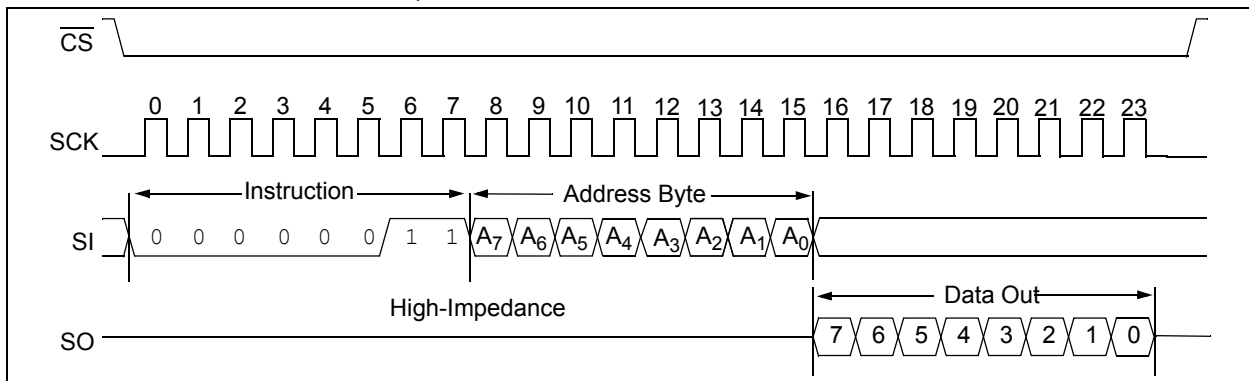 CS
0 1 2 3 4 5 6 7 8 9 10 11 12 13 14 15 16 17 18 19 20 21 22 23
SCK
Instruction Address Byte
SI 0 0 0 0 0 0 1 1 A7 A6 A5 A4 A3 A2 A1 A0
High-Impedance Data Out
SO 7 6 5 4 3 2 1 0